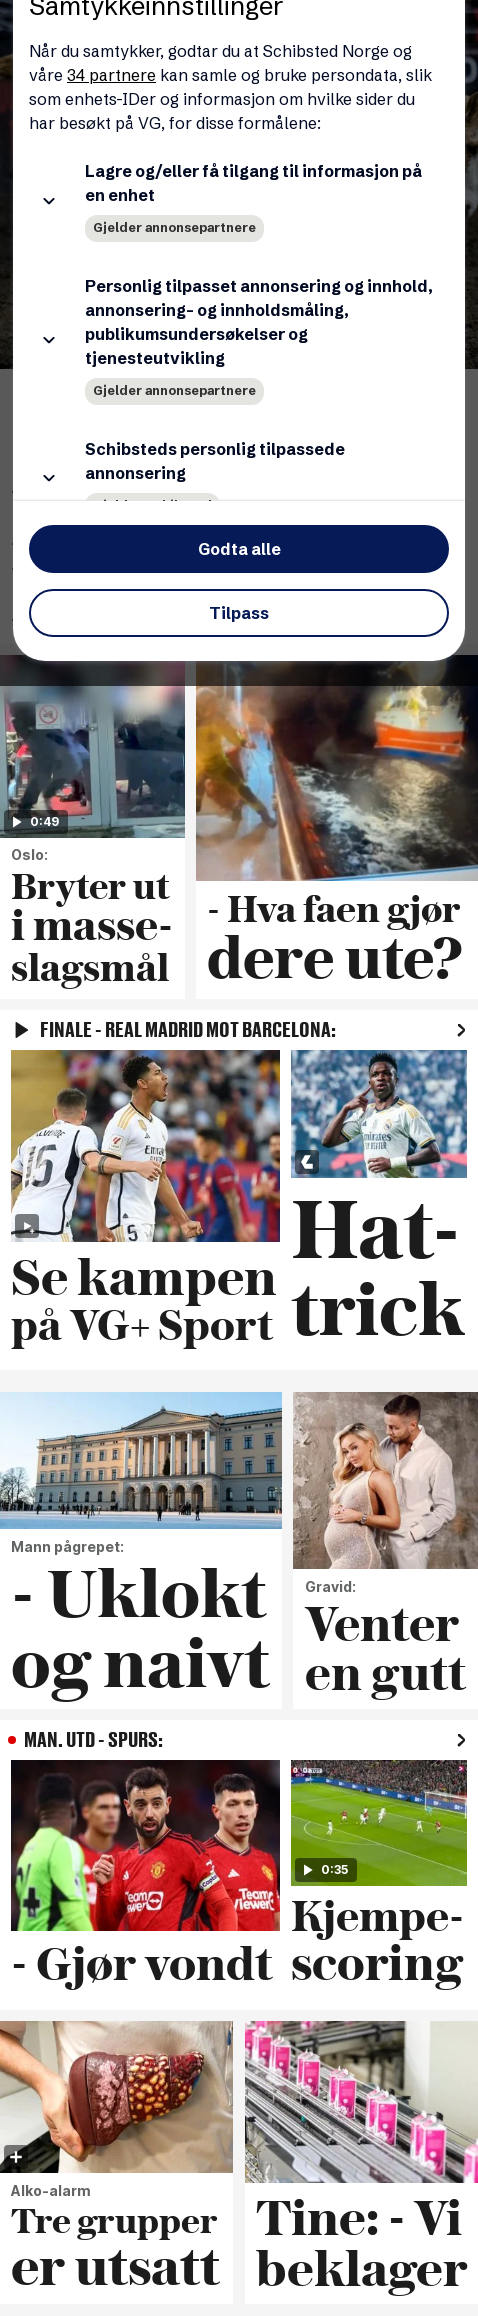 Samtykkeinnstillinger
Når du samtykker, godtar du at Schibsted Norge og
våre 34 partnere kan samle og bruke persondata, slik
som enhets-IDer og informasjon om hvilke sider du
har besøkt på VG, for disse formålene:
Lagre og/eller få tilgang til informasjon på
en enhet
Gjelder annonsepartnere
Personlig tilpasset annonsering og innhold,
annonserings- og innholdsmåling,
publikumsundersøkelser og
tjenesteutvikling
Gjelder annonsepartnere
Schibsteds personlig tilpassede
annonsering
Godta alle
Tilpass
0:49
Oslo:
Bryter ut
i masse-
slagsmål
- Hva faen gjør
dere ute?
FINALE - REAL MADRID MOT BARCELONA:
Se kampen
på VG+ Sport
Hat-
trick
Mann pågrepet:
- Uklokt
og naivt
Gravid:
Venter
en gutt
MAN. UTD - SPURS:
- Gjør vondt
0:35
Kjempe-
scoring
Alko-alarm
Tre grupper
er utsatt
Tine: - Vi
beklager